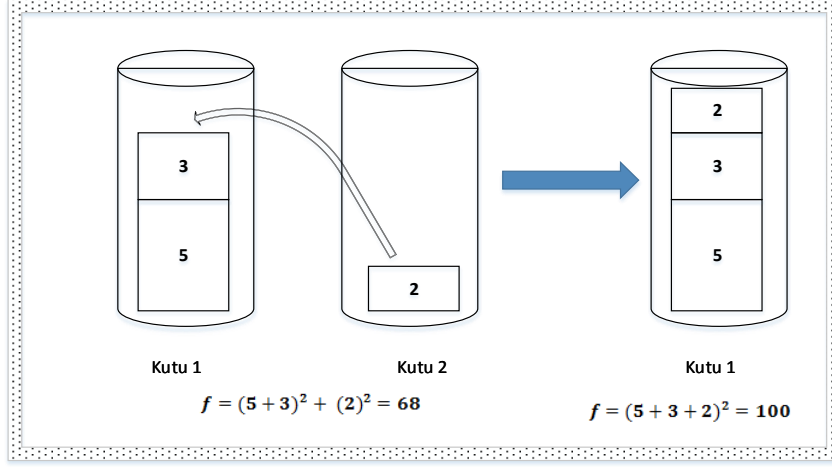 3
5
2
2
3
5
Kutu 1
Kutu 2
Kutu 1
f = (5 + 3)² + (2)² = 68
f = (5 + 3 + 2)² = 100